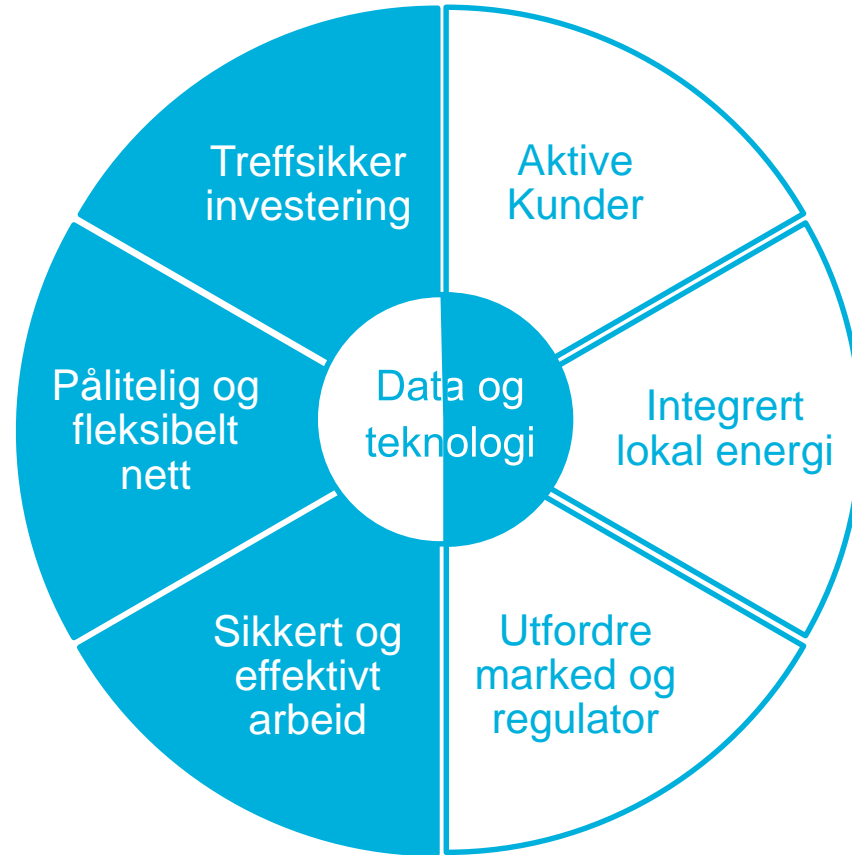 Treffsikker
investering
Aktive
Kunder
Pålitelig og
fleksibelt
nett
Data og
teknologi
Integrert
lokal energi
Sikkert og
effektivt
arbeid
Utfordre
marked og
regulator